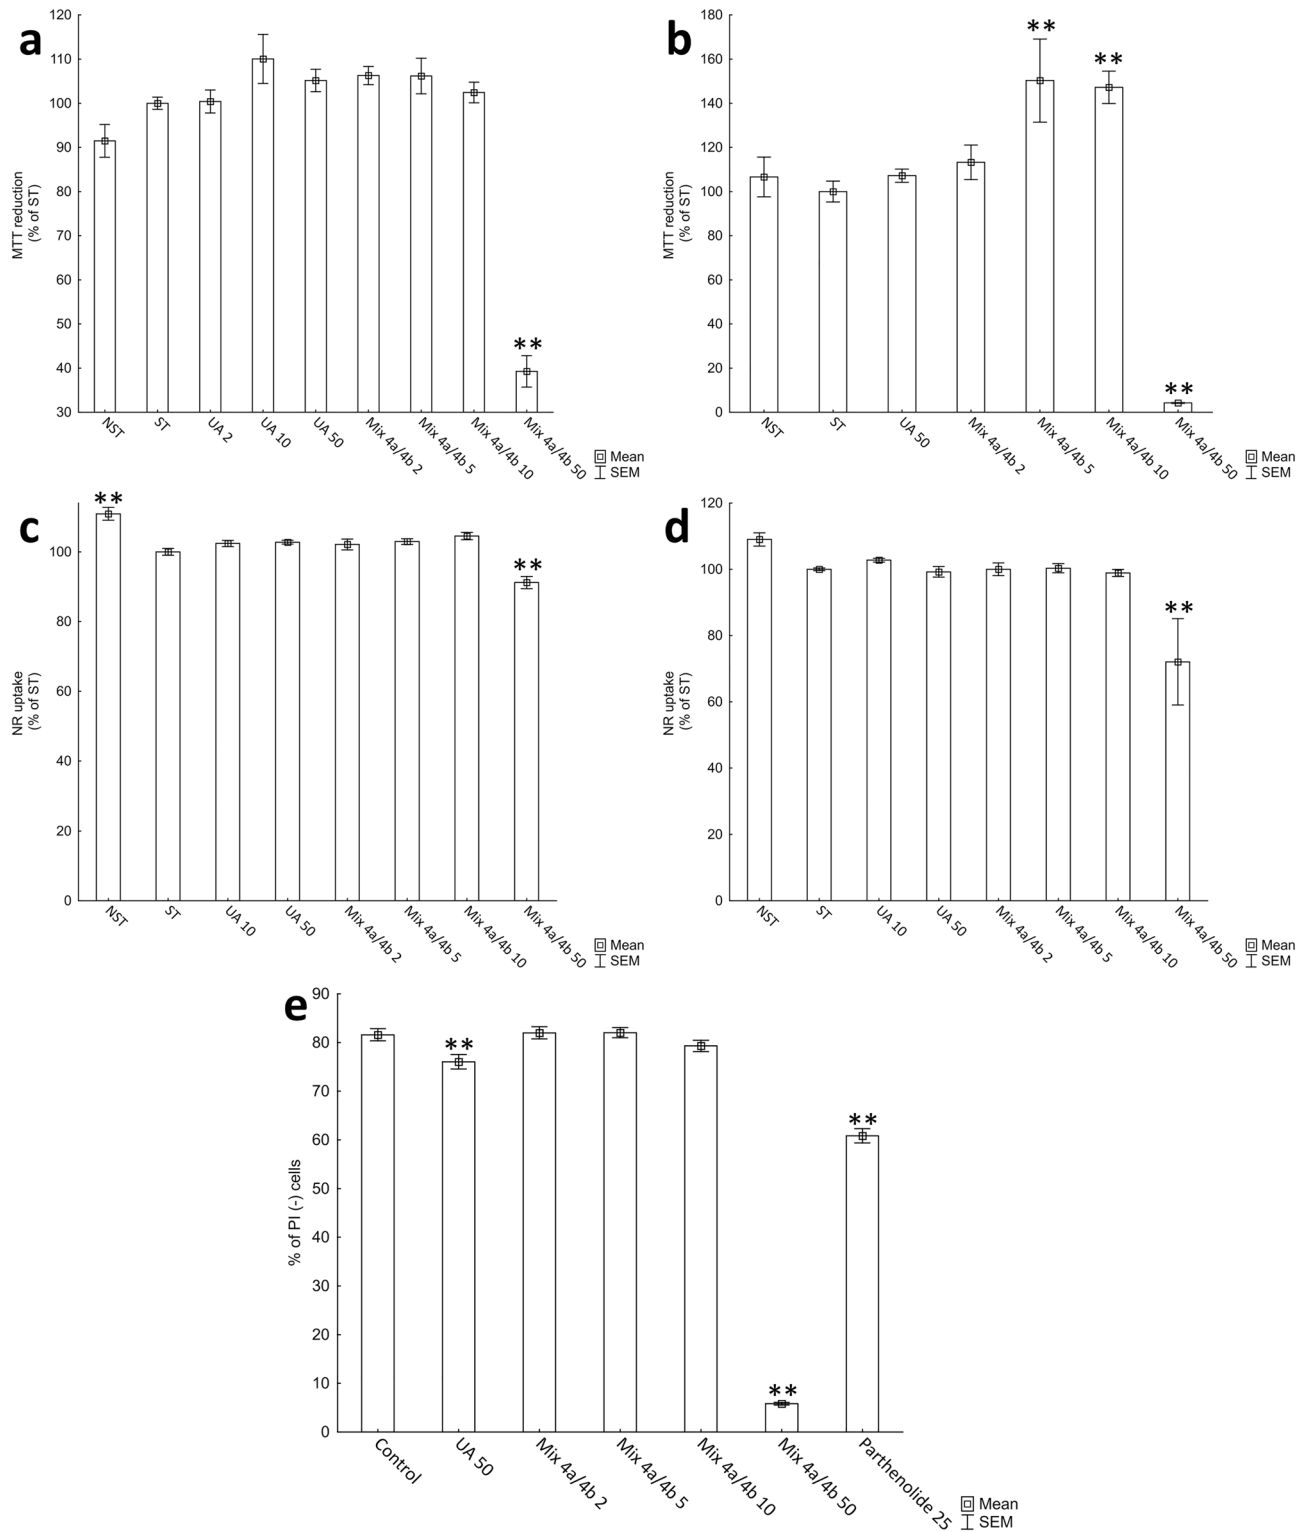 a
120
110
100
90
80
70
60
50
40
30
MTT reduction
(% of ST)
**
NST
ST
UA 2
UA 10
UA 50
Mix 4a/4b 2
Mix 4a/4b 5
Mix 4a/4b 10
Mix 4a/4b 50
Mean
SEM
b
180
160
140
120
100
80
60
40
20
0
MTT reduction
(% of ST)
**
**
**
NST
ST
UA 50
Mix 4a/4b 2
Mix 4a/4b 5
Mix 4a/4b 10
Mix 4a/4b 50
Mean
SEM
c
100
80
60
40
20
0
NR uptake
(% of ST)
**
**
NST
ST
UA 10
UA 50
Mix 4a/4b 2
Mix 4a/4b 5
Mix 4a/4b 10
Mix 4a/4b 50
Mean
SEM
d
120
100
80
60
40
20
0
NR uptake
(% of ST)
**
NST
ST
UA 10
UA 50
Mix 4a/4b 2
Mix 4a/4b 5
Mix 4a/4b 10
Mix 4a/4b 50
Mean
SEM
e
90
80
70
60
50
40
30
20
10
0
% of PI (-) cells
**
**
**
Control
UA 50
Mix 4a/4b 2
Mix 4a/4b 5
Mix 4a/4b 10
Mix 4a/4b 50
Parthenolide 25
Mean
SEM